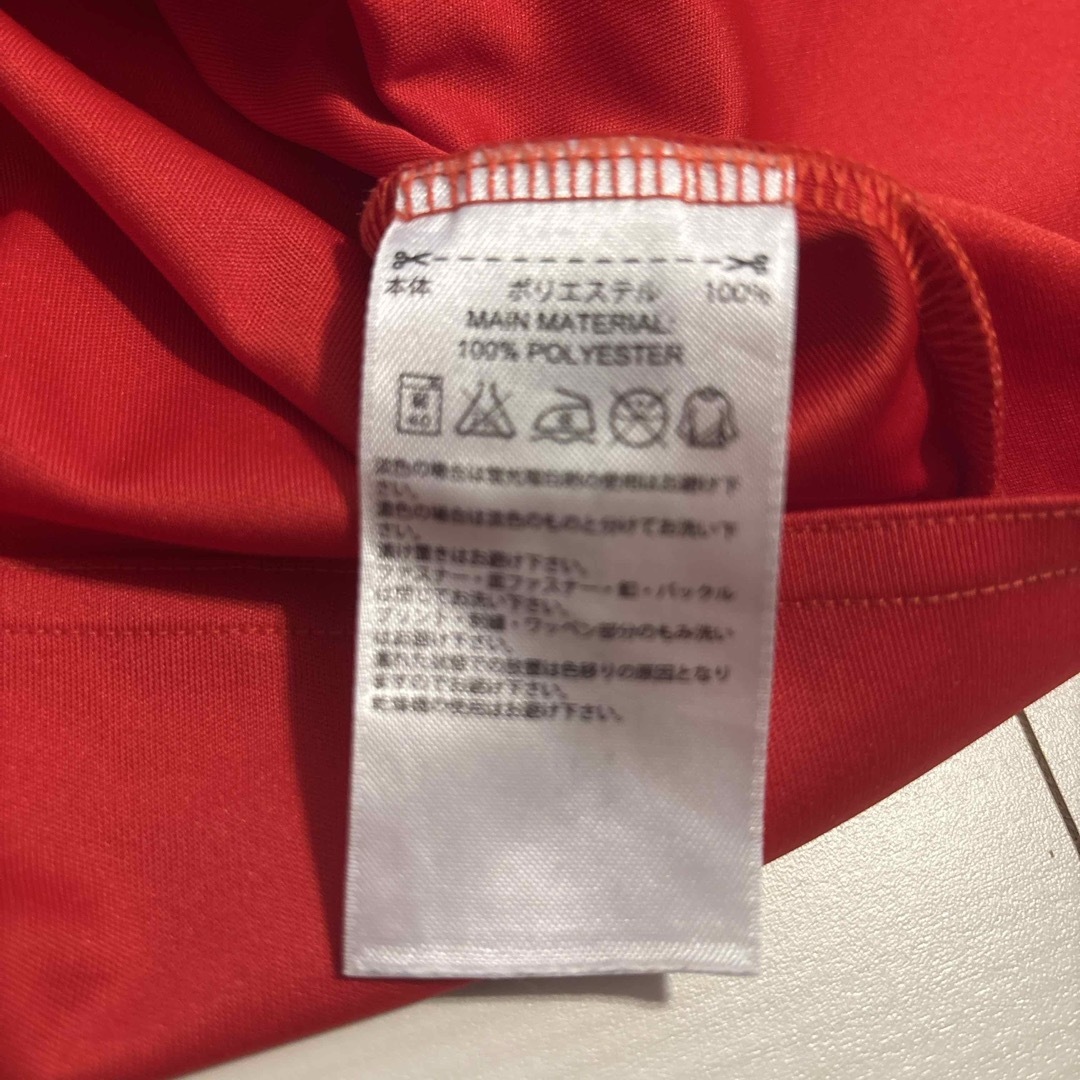 本体 ポリエステル 100%
MAIN MATERIAL:
100% POLYESTER
弱 40
淡色の場合は蛍光増白剤の使用はお避け下
さい。
濃色の場合は淡色のものと分けてお洗い下
さい。
漬け置きはお避け下さい。
ファスナー・面ファスナー・釦・バックル
は閉じてお洗い下さい。
プリント・刺繍・ワッペン部分のもみ洗い
はお避け下さい。
濡れた状態での放置は色移りの原因となり
ますのでお避け下さい。
乾燥機の使用はお避け下さい。